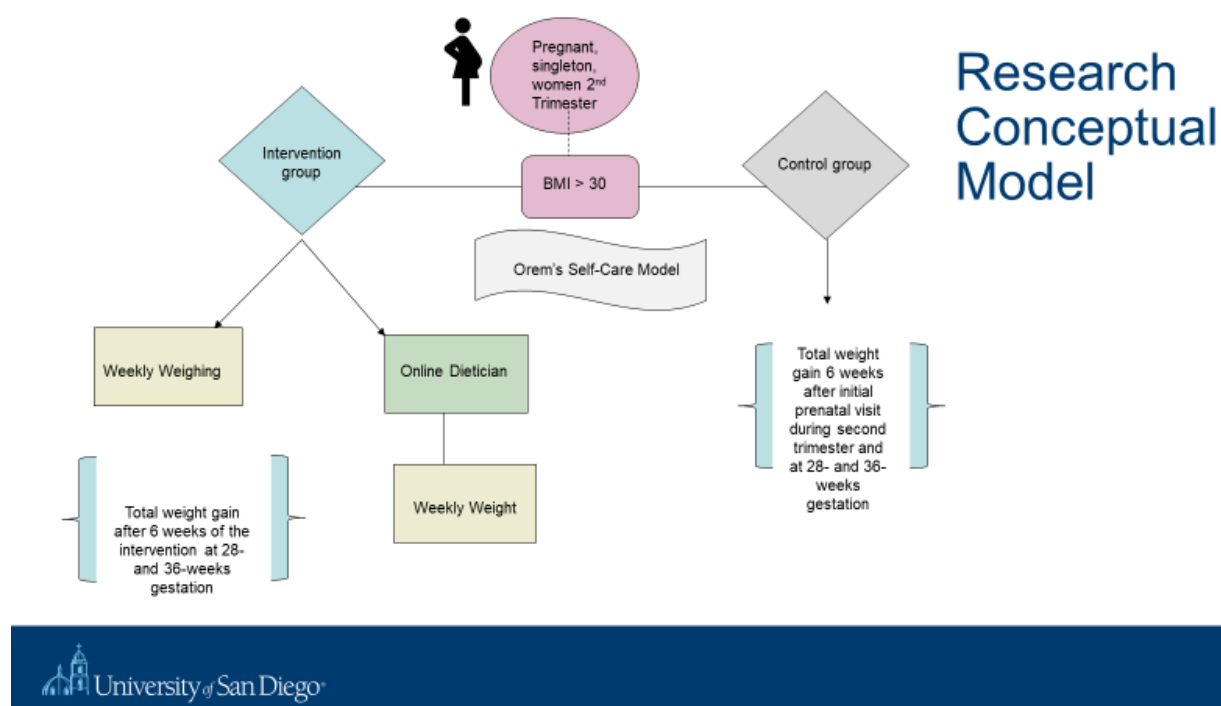 Research
Conceptual
Model
Pregnant,
singleton,
women 2nd
Trimester
Intervention
group
BMI > 30
Control group
Orem's Self-Care Model
Weekly Weighing
Online Dietician
Weekly Weight
Total weight gain
after 6 weeks of the
intervention at 28-
and 36-weeks
gestation
Total weight
gain 6 weeks
after initial
prenatal visit
during second
trimester and
at 28- and 36-
weeks
gestation
University of San Diego®